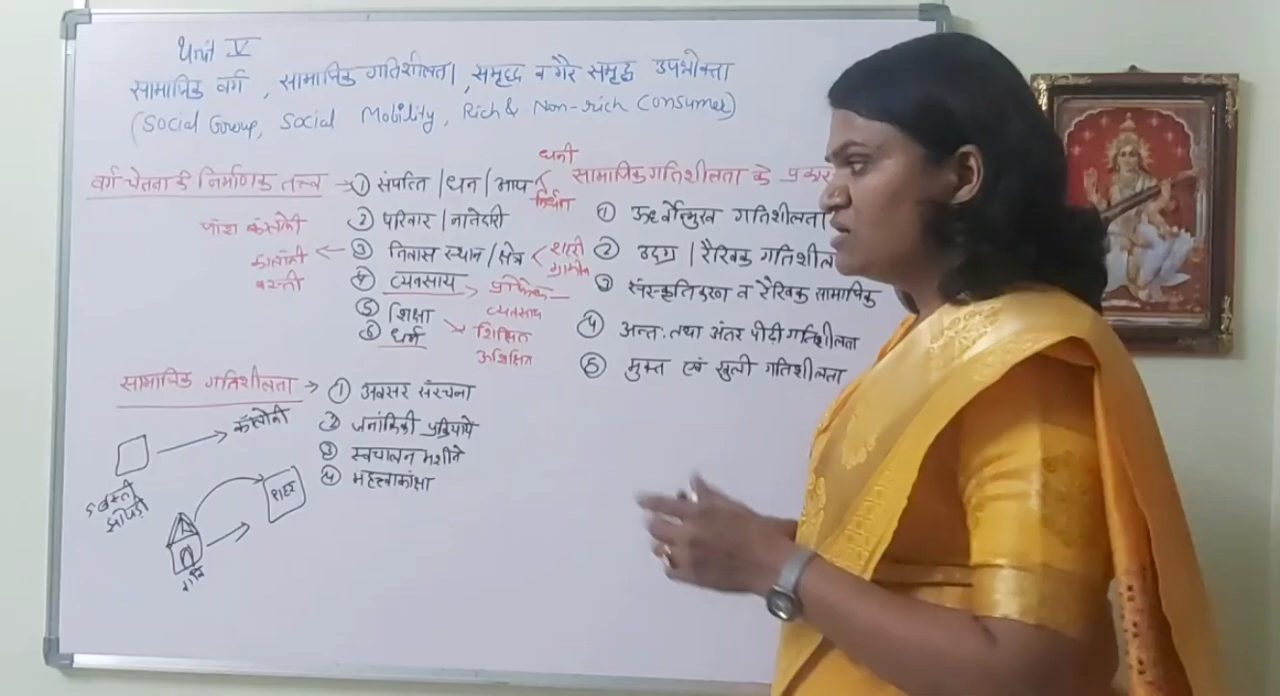 Unit V
सामाजिक वर्ग, सामाजिक गतिशीलता, समृद्ध व गैर समृद्ध उपभोक्ता
(Social Group, Social Mobility, Rich & Non-rich Consumer)
वर्ग चेतना के निर्णायक तत्व → ① संपत्ति / धन / आय
धनी
निर्धन
② परिवार / नातेदारी
③ निवास स्थान / क्षेत्र
शहरी
ग्रामीण
पॉश कॉलोनी
कालोनी
बस्ती
④ व्यवसाय
व्यवसाय
⑤ शिक्षा
शिक्षित
अशिक्षित
⑥ धर्म
सामाजिक गतिशीलता → ① अवसर संरचना
② जनांकिकी प्रक्रियायें
③ स्वचालन मशीने
④ महत्वाकांक्षा
कॉलोनी
बस्ती
शहर
गांव
सामाजिक गतिशीलता के प्रकार
① ऊर्ध्वोन्मुख गतिशीलता
② उदग्र / रैखिक गतिशील
③ व रैखिक सामाजिक
④ अन्तः तथा अंतर पीढ़ी गतिशीलता
⑤ मुक्त एवं खुली गतिशीलता